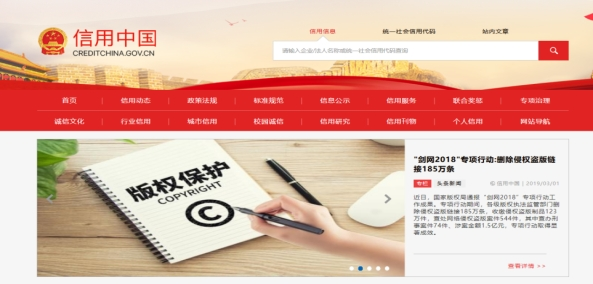 信用信息
统一社会信用代码
站内文章
信用中国
CREDITCHINA.GOV.CN
请输入企业/法人名称或统一社会信用代码查询
首页 信用动态 政策法规 标准规范 信息公示 信用服务 联合奖惩 专项治理
诚信文化 行业信用 城市信用 校园诚信 信用研究 信用刊物 个人信用 网站导航
版权保护
COPYRIGHT
C
"剑网2018"专项行动:删除侵权盗版链
接185万条
专栏 头条新闻 信用中国 | 2019/03/01
近日，国家版权局通报“剑网2018”专项行动工
作成果。专项行动期间，各级版权执法监管部门删
除侵权盗版链接185万条，收缴侵权盗版制品123
万件，查处网络侵权盗版案件544件，其中查办刑
事案件74件、涉案金额1.5亿元，专项行动取得显
著成效。
查看详情 >>